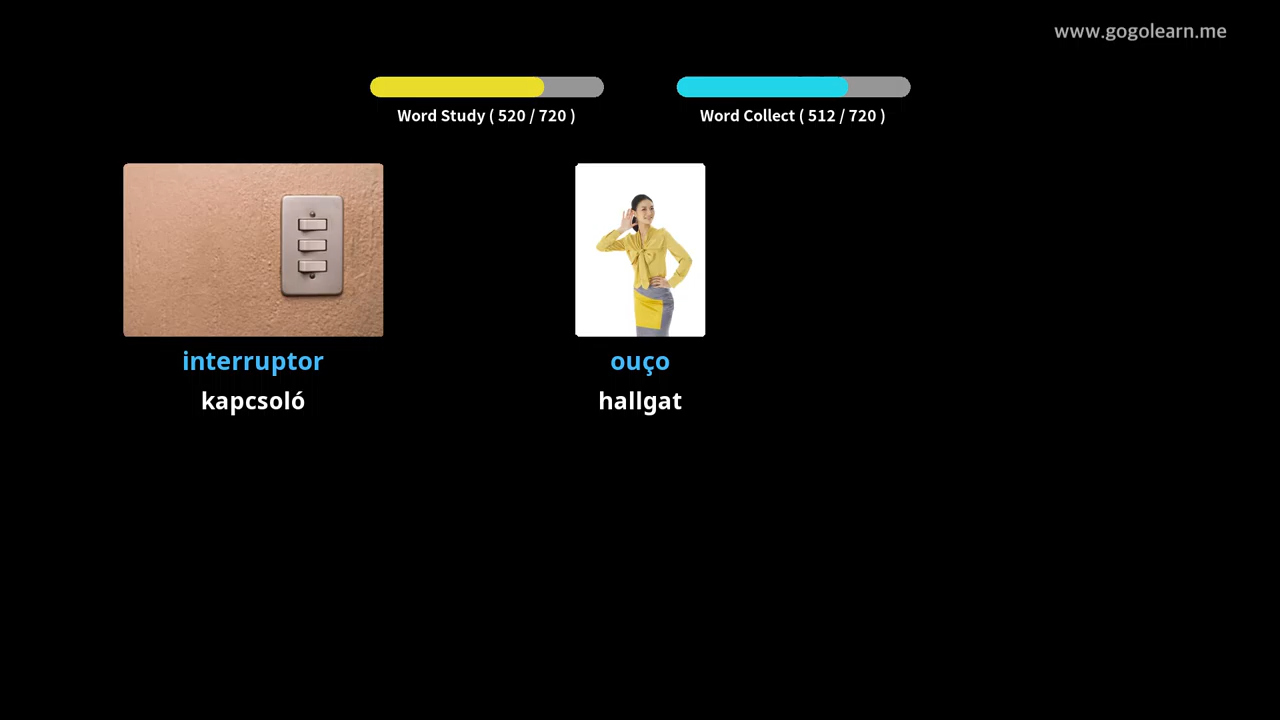 www.gogolearn.me
Word Study ( 520 / 720 )
Word Collect ( 512 / 720 )
interruptor
kapcsoló
ouço
hallgat